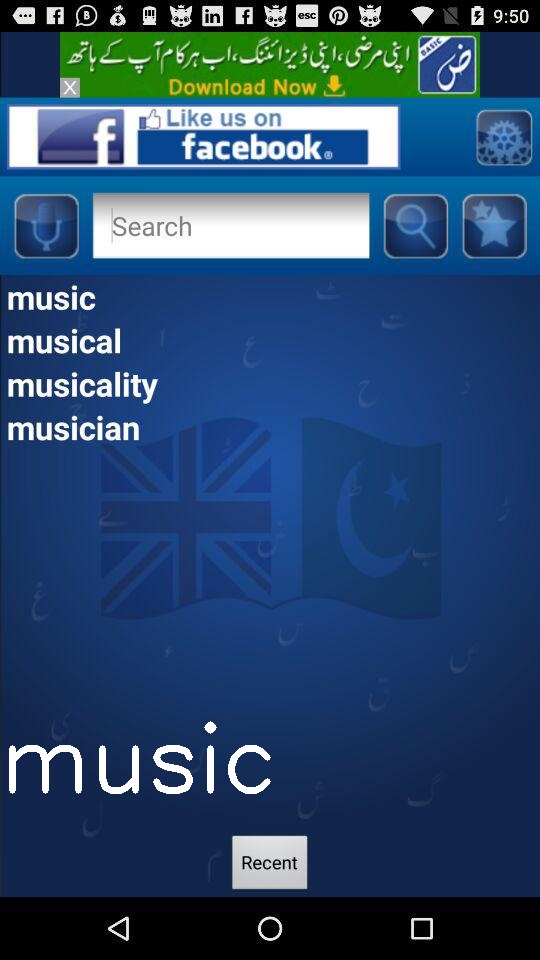 9:50
اپنی مرضی، اپنی ڈیزائننگ، اب ہر کام آپ کے ہاتھ
BASIC
ض
X
Download Now
f
Like us on
facebook®
Search
music
musical
musicality
musician
music
Recent